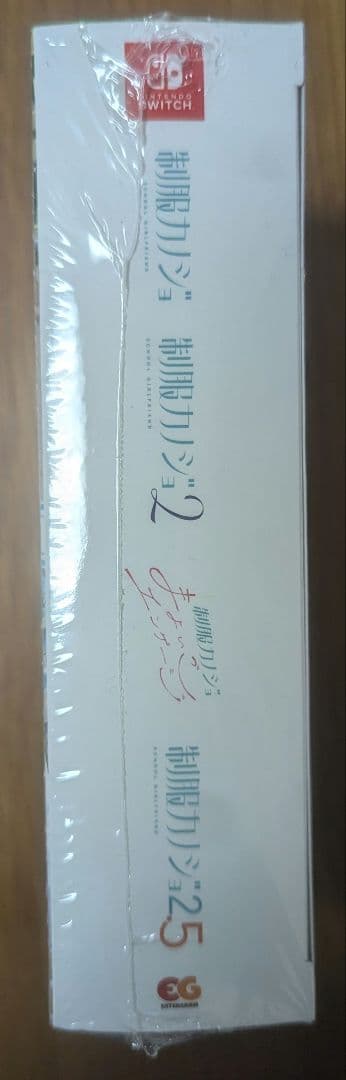 NINTENDO
SWITCH
制服カノジョ
SCHOOL GIRLFRIEND
制服カノジョ2
SCHOOL GIRLFRIEND
制服カノジョ
まよいごエンゲージ
制服カノジョ2.5
SCHOOL GIRLFRIEND
EG
ENTERGRAM